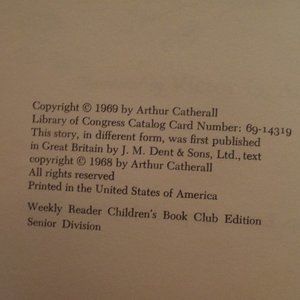 Copyright © 1969 by Arthur Catherall
Library of Congress Catalog Card Number: 69-14319
This story, in different form, was first published
in Great Britain by J. M. Dent & Sons, Ltd., text
copyright © 1968 by Arthur Catherall
All rights reserved
Printed in the United States of America
Weekly Reader Children's Book Club Edition
Senior Division